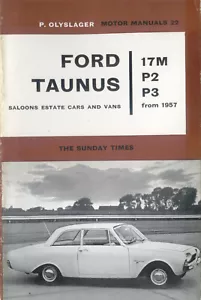 P. OLYSLAGER MOTOR MANUALS 25
FORD
TAUNUS
SALOONS ESTATE CARS AND VANS
17M
P2
P3
from 1957
THE SUNDAY TIMES